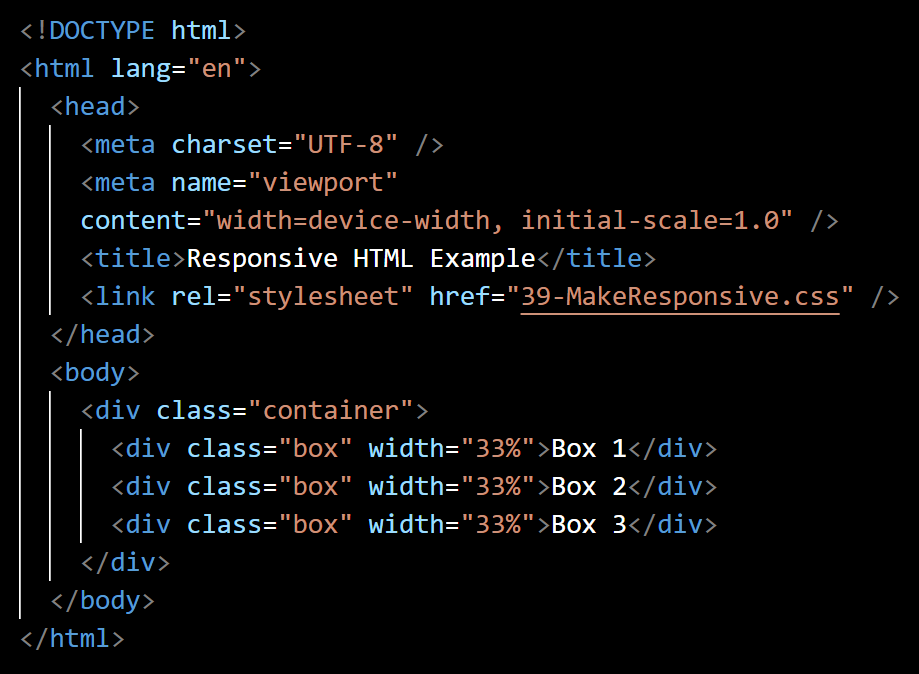 <!DOCTYPE html>
<html lang="en">
<head>
<meta charset="UTF-8" />
<meta name="viewport"
content="width=device-width, initial-scale=1.0" />
<title>Responsive HTML Example</title>
<link rel="stylesheet" href="39-MakeResponsive.css" />
</head>
<body>
<div class="container">
<div class="box" width="33%">Box 1</div>
<div class="box" width="33%">Box 2</div>
<div class="box" width="33%">Box 3</div>
</div>
</body>
</html>